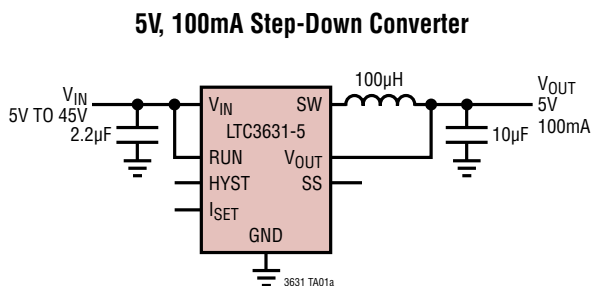 5V, 100mA Step-Down Converter
100µH
VIN
5V TO 45V
2.2µF
VIN
SW
LTC3631-5
RUN
VOUT
HYST
SS
ISET
GND
VOUT
5V
100mA
10µF
3631 TA01a